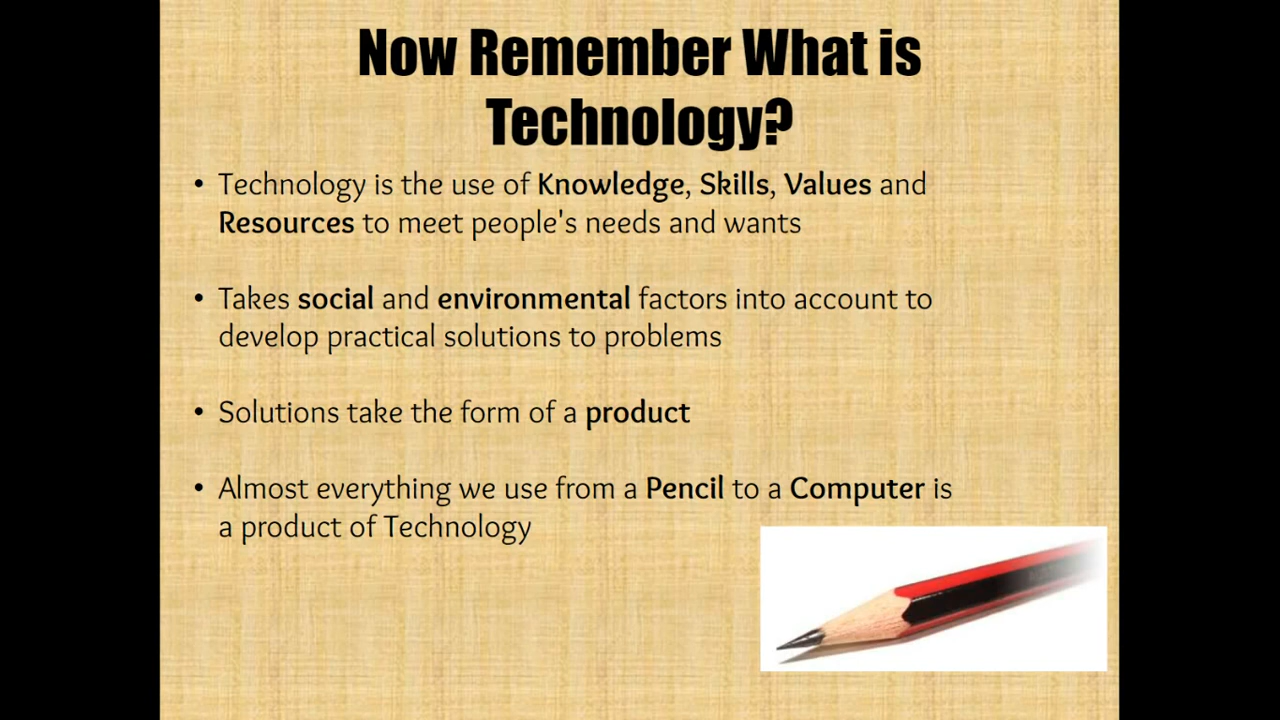 Now Remember What is
Technology?
• Technology is the use of Knowledge, Skills, Values and
Resources to meet people's needs and wants
• Takes social and environmental factors into account to
develop practical solutions to problems
• Solutions take the form of a product
• Almost everything we use from a Pencil to a Computer is
a product of Technology